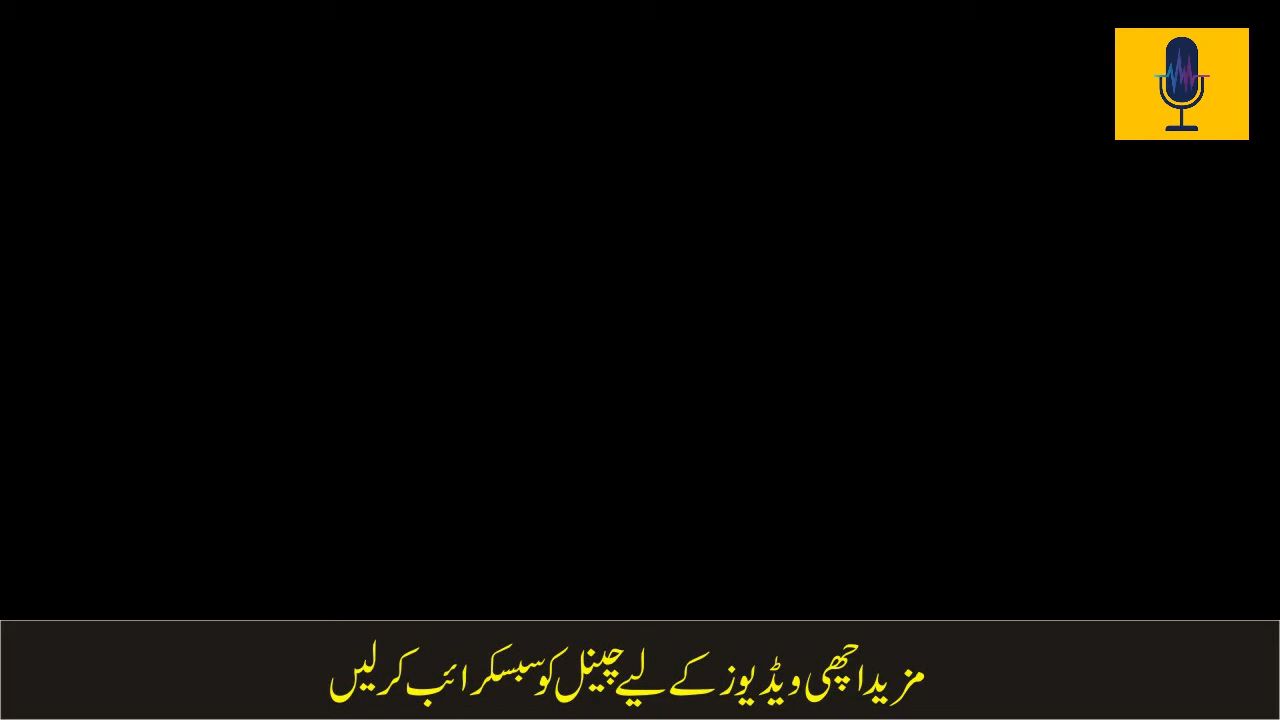 مزید اچھی ویڈیوز کے لیے چینل کو سبسکرائب کر لیں